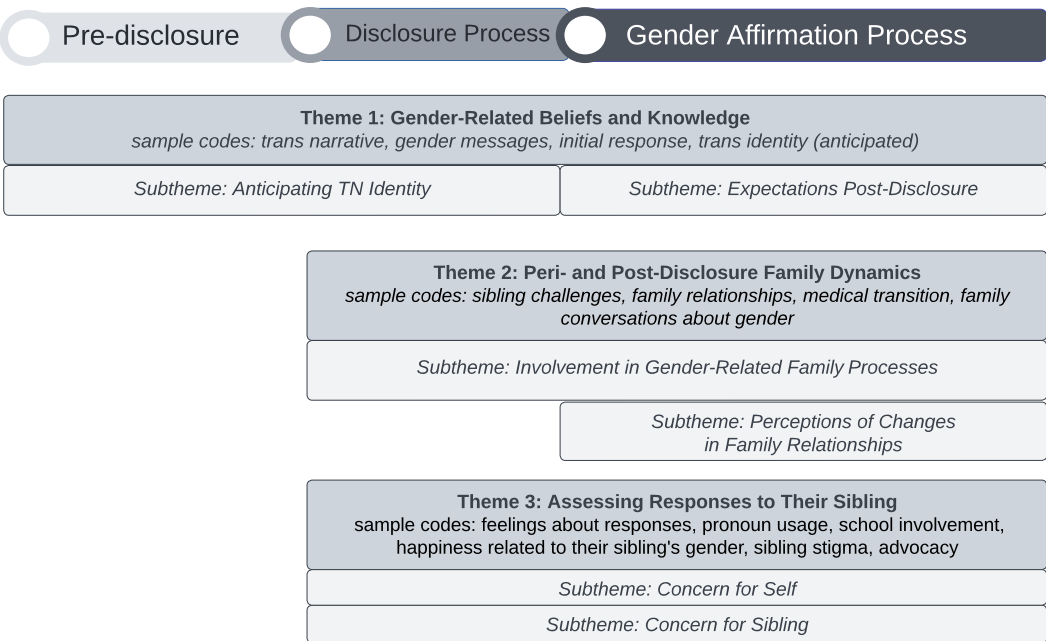 Pre-disclosure
Disclosure Process
Gender Affirmation Process
Theme 1: Gender-Related Beliefs and Knowledge
sample codes: trans narrative, gender messages, initial response, trans identity (anticipated)
Subtheme: Anticipating TN Identity
Subtheme: Expectations Post-Disclosure
Theme 2: Peri- and Post-Disclosure Family Dynamics
sample codes: sibling challenges, family relationships, medical transition, family
conversations about gender
Subtheme: Involvement in Gender-Related Family Processes
Subtheme: Perceptions of Changes
in Family Relationships
Theme 3: Assessing Responses to Their Sibling
sample codes: feelings about responses, pronoun usage, school involvement,
happiness related to their sibling's gender, sibling stigma, advocacy
Subtheme: Concern for Self
Subtheme: Concern for Sibling